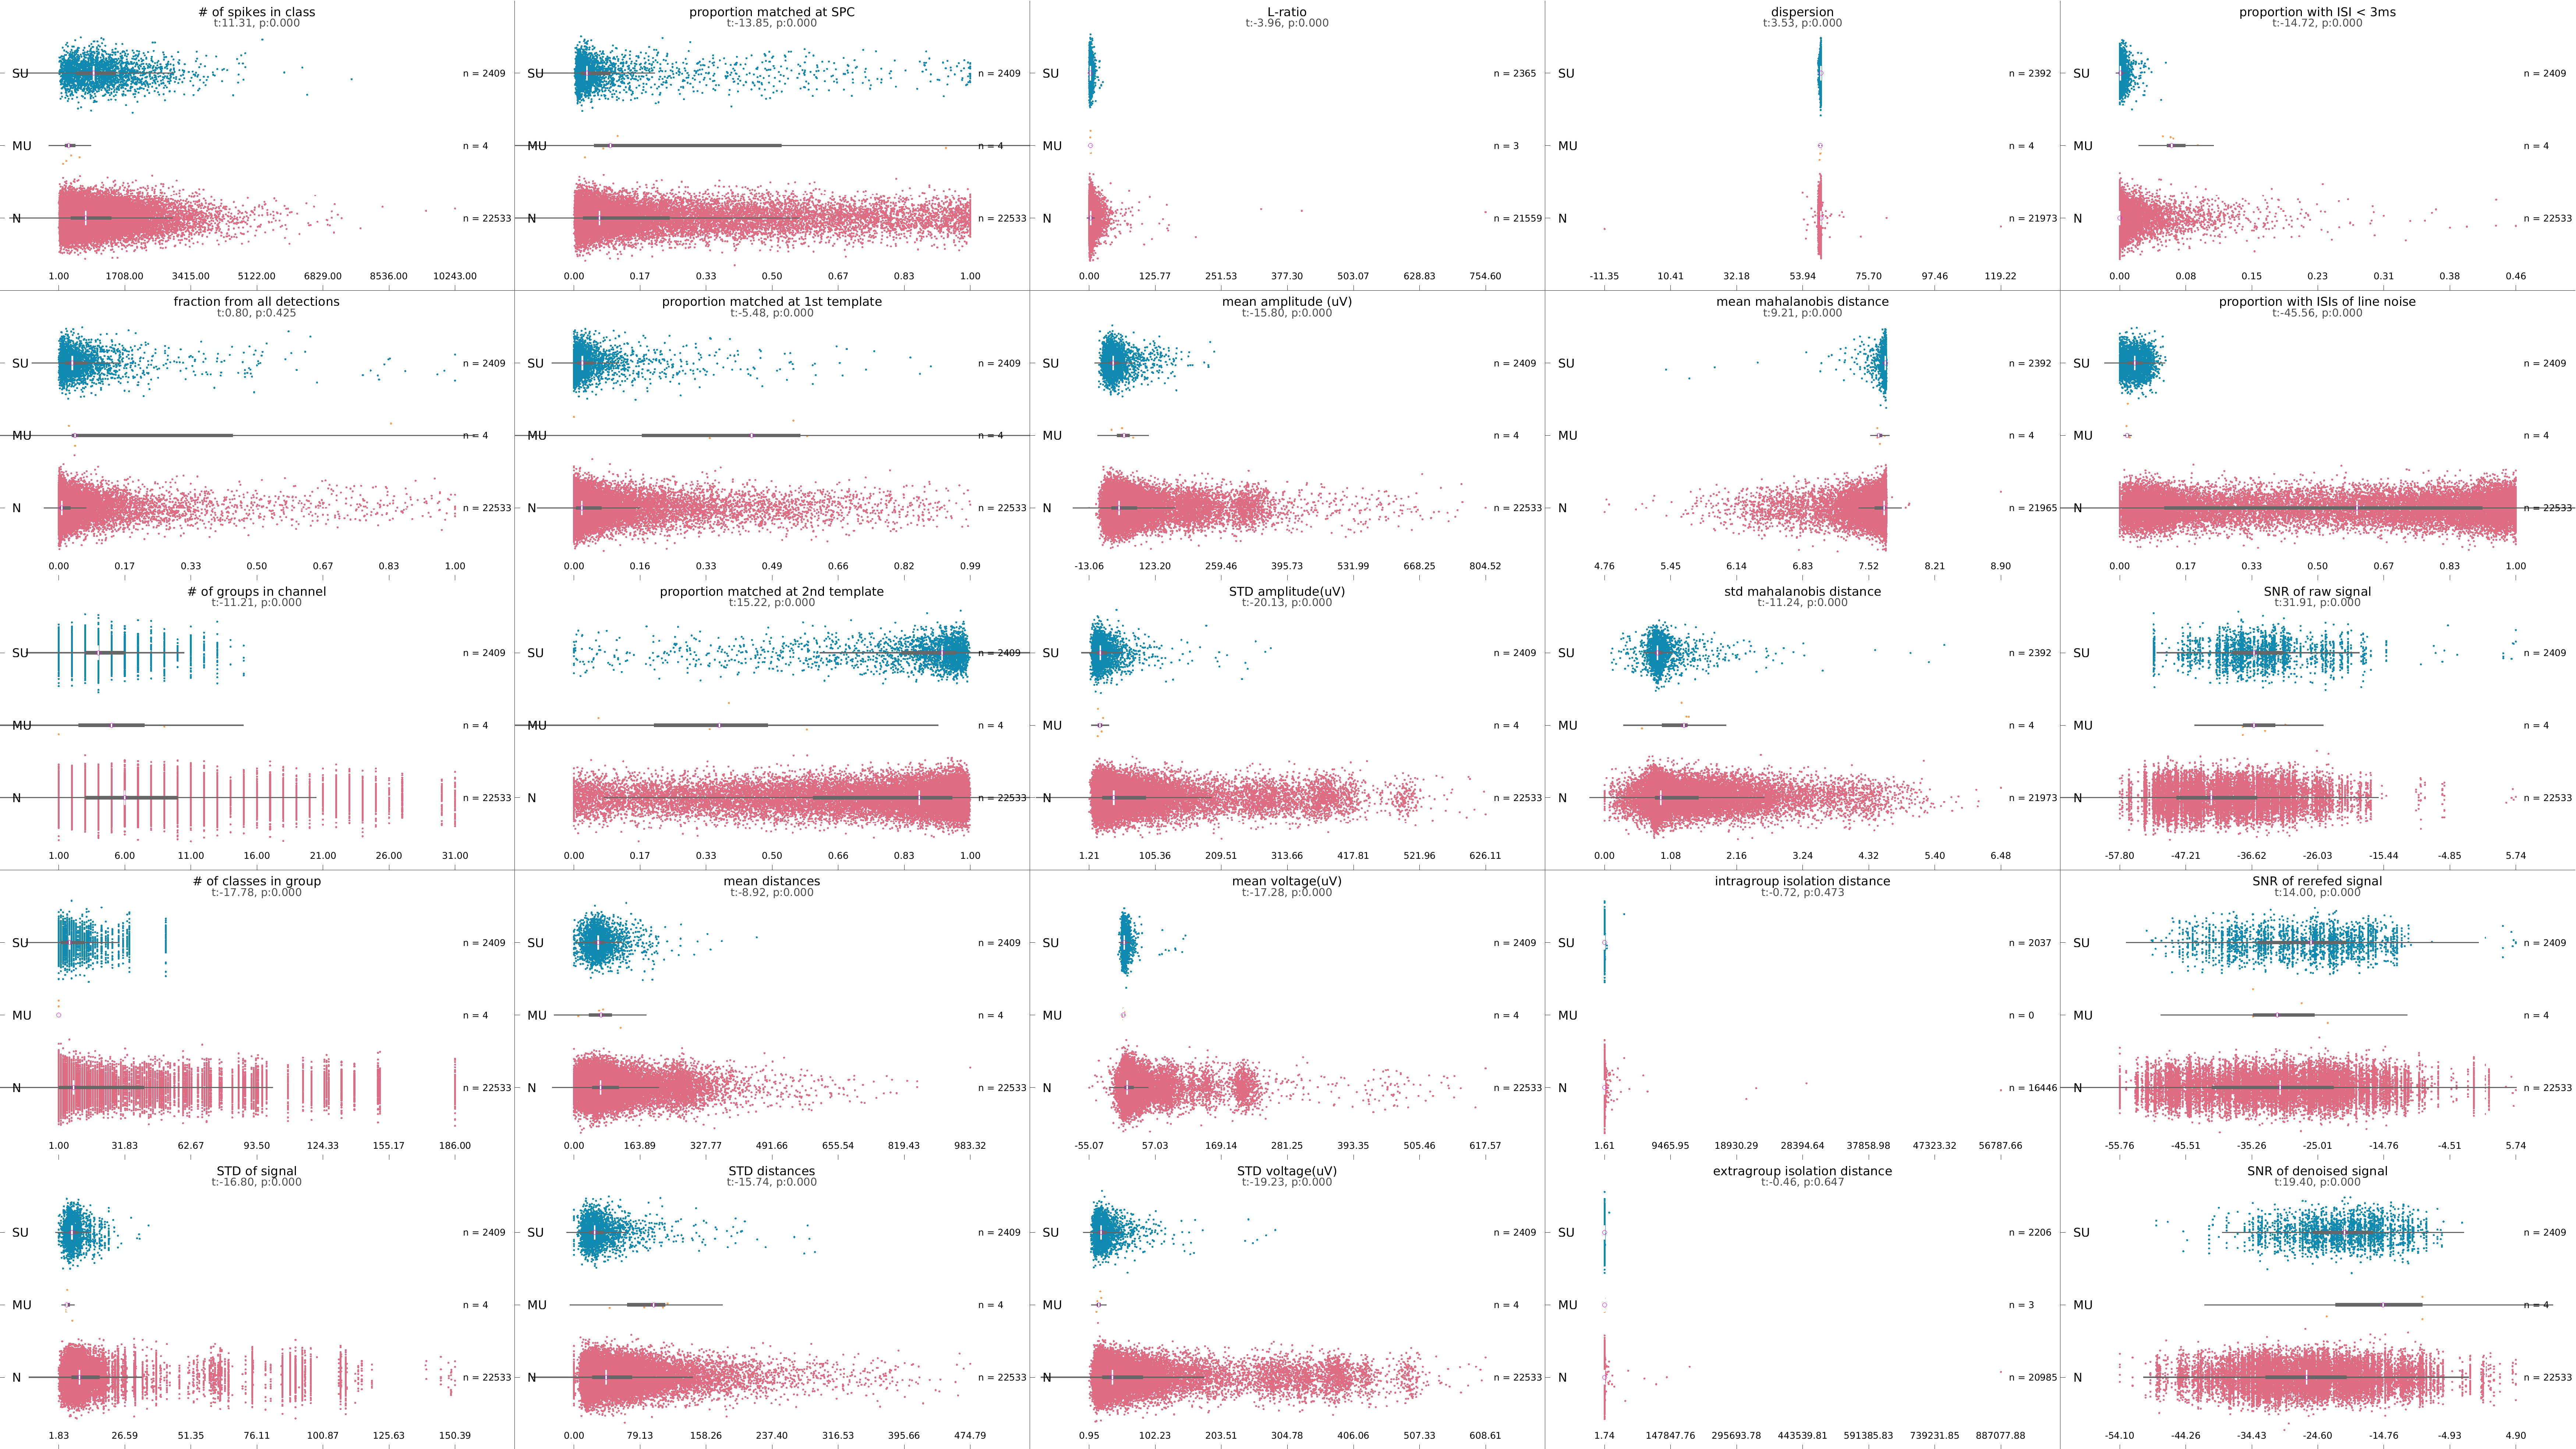 # of spikes in class
t:11.31, p:0.000
SU n = 2409
MU n = 4
N n = 22533
1.00 1708.00 3415.00 5122.00 6829.00 8536.00 10243.00
proportion matched at SPC
t:-13.85, p:0.000
SU n = 2409
MU n = 4
N n = 22533
0.00 0.17 0.33 0.50 0.67 0.83 1.00
L-ratio
t:-3.96, p:0.000
SU n = 2365
MU n = 3
N n = 21559
0.00 125.77 251.53 377.30 503.07 628.83 754.60
dispersion
t:3.53, p:0.000
SU n = 2392
MU n = 4
N n = 21973
-11.35 10.41 32.18 53.94 75.70 97.46 119.22
proportion with ISI < 3ms
t:-14.72, p:0.000
SU n = 2409
MU n = 4
N n = 22533
0.00 0.08 0.15 0.23 0.31 0.38 0.46
fraction from all detections
t:0.80, p:0.425
SU n = 2409
MU n = 4
N n = 22533
0.00 0.17 0.33 0.50 0.67 0.83 1.00
proportion matched at 1st template
t:-5.48, p:0.000
SU n = 2409
MU n = 4
N n = 22533
0.00 0.16 0.33 0.49 0.66 0.82 0.99
mean amplitude (uV)
t:-15.80, p:0.000
SU n = 2409
MU n = 4
N n = 22533
-13.06 123.20 259.46 395.73 531.99 668.25 804.52
mean mahalanobis distance
t:9.21, p:0.000
SU n = 2392
MU n = 4
N n = 21965
4.76 5.45 6.14 6.83 7.52 8.21 8.90
proportion with ISIs of line noise
t:-45.56, p:0.000
SU n = 2409
MU n = 4
N n = 22533
0.00 0.17 0.33 0.50 0.67 0.83 1.00
# of groups in channel
t:-11.21, p:0.000
SU n = 2409
MU n = 4
N n = 22533
1.00 6.00 11.00 16.00 21.00 26.00 31.00
proportion matched at 2nd template
t:15.22, p:0.000
SU n = 2409
MU n = 4
N n = 22533
0.00 0.17 0.33 0.50 0.67 0.83 1.00
STD amplitude(uV)
t:-20.13, p:0.000
SU n = 2409
MU n = 4
N n = 22533
1.21 105.36 209.51 313.66 417.81 521.96 626.11
std mahalanobis distance
t:-11.24, p:0.000
SU n = 2392
MU n = 4
N n = 21973
0.00 1.08 2.16 3.24 4.32 5.40 6.48
SNR of raw signal
t:31.91, p:0.000
SU n = 2409
MU n = 4
N n = 22533
-57.80 -47.21 -36.62 -26.03 -15.44 -4.85 5.74
# of classes in group
t:-17.78, p:0.000
SU n = 2409
MU n = 4
N n = 22533
1.00 31.83 62.67 93.50 124.33 155.17 186.00
mean distances
t:-8.92, p:0.000
SU n = 2409
MU n = 4
N n = 22533
0.00 163.89 327.77 491.66 655.54 819.43 983.32
mean voltage(uV)
t:-17.28, p:0.000
SU n = 2409
MU n = 4
N n = 22533
-55.07 57.03 169.14 281.25 393.35 505.46 617.57
intragroup isolation distance
t:-0.72, p:0.473
SU n = 2037
MU n = 0
N n = 16446
1.61 9465.95 18930.29 28394.64 37858.98 47323.32 56787.66
SNR of rerefed signal
t:14.00, p:0.000
SU n = 2409
MU n = 4
N n = 22533
-55.76 -45.51 -35.26 -25.01 -14.76 -4.51 5.74
STD of signal
t:-16.80, p:0.000
SU n = 2409
MU n = 4
N n = 22533
1.83 26.59 51.35 76.11 100.87 125.63 150.39
STD distances
t:-15.74, p:0.000
SU n = 2409
MU n = 4
N n = 22533
0.00 79.13 158.26 237.40 316.53 395.66 474.79
STD voltage(uV)
t:-19.23, p:0.000
SU n = 2409
MU n = 4
N n = 22533
0.95 102.23 203.51 304.78 406.06 507.33 608.61
extragroup isolation distance
t:-0.46, p:0.647
SU n = 2206
MU n = 3
N n = 20985
1.74 147847.76 295693.78 443539.81 591385.83 739231.85 887077.88
SNR of denoised signal
t:19.40, p:0.000
SU n = 2409
MU n = 4
N n = 22533
-54.10 -44.26 -34.43 -24.60 -14.76 -4.93 4.90